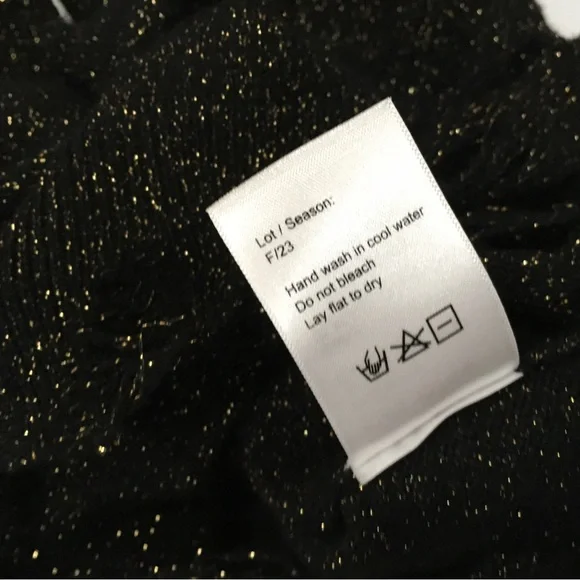 Lot / Season:
F/23
Hand wash in cool water
Do not bleach
Lay flat to dry